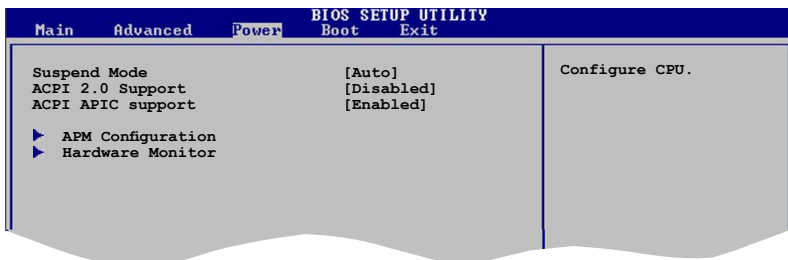 BIOS SETUP UTILITY
Main Advanced Power Boot Exit
Suspend Mode [Auto]
ACPI 2.0 Support [Disabled]
ACPI APIC support [Enabled]
APM Configuration
Hardware Monitor
Configure CPU.